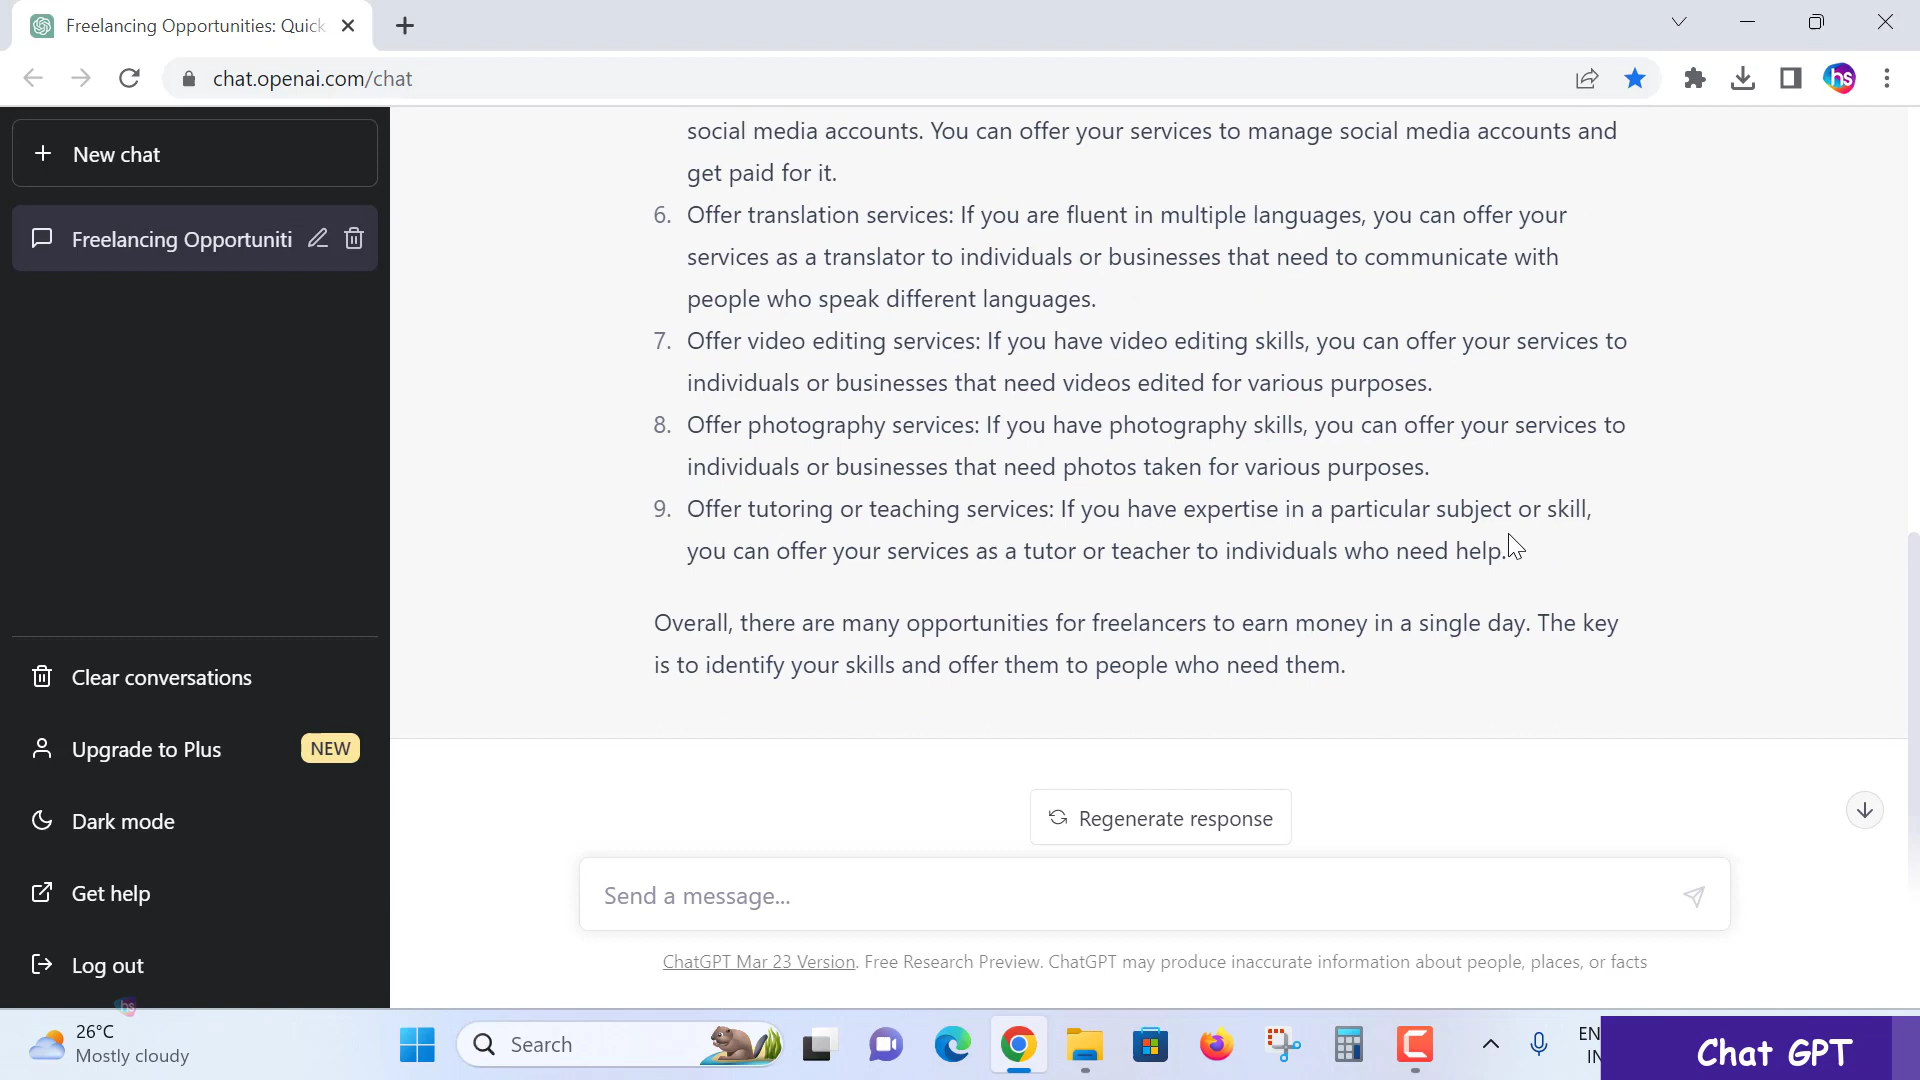 Freelancing Opportunities: Quick
chat.openai.com/chat
hs
New chat
Freelancing Opportuniti
social media accounts. You can offer your services to manage social media accounts and
get paid for it.
6. Offer translation services: If you are fluent in multiple languages, you can offer your
services as a translator to individuals or businesses that need to communicate with
people who speak different languages.
7. Offer video editing services: If you have video editing skills, you can offer your services to
individuals or businesses that need videos edited for various purposes.
8. Offer photography services: If you have photography skills, you can offer your services to
individuals or businesses that need photos taken for various purposes.
9. Offer tutoring or teaching services: If you have expertise in a particular subject or skill,
you can offer your services as a tutor or teacher to individuals who need help.
Overall, there are many opportunities for freelancers to earn money in a single day. The key
is to identify your skills and offer them to people who need them.
Clear conversations
Upgrade to Plus NEW
Dark mode
Get help
Log out
hs
Regenerate response
Send a message...
ChatGPT Mar 23 Version. Free Research Preview. ChatGPT may produce inaccurate information about people, places, or facts
26°C
Mostly cloudy
Search
EN
Chat GPT